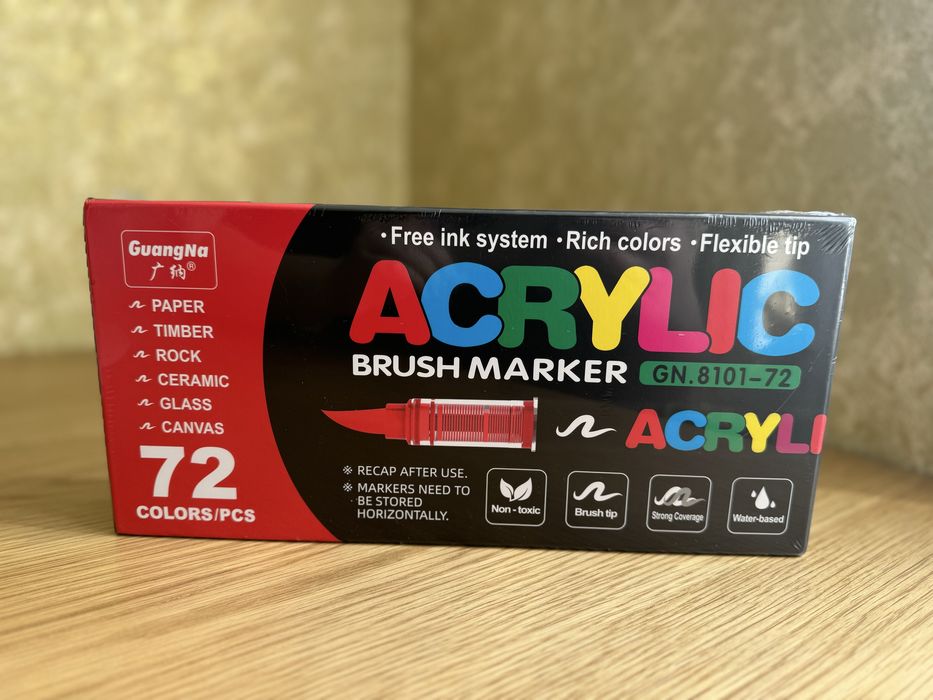 GuangNa
广纳®
PAPER
TIMBER
ROCK
CERAMIC
GLASS
CANVAS
72
COLORS/PCS
•Free ink system •Rich colors •Flexible tip
ACRYLIC
BRUSH MARKER GN.8101-72
ACRYLI
※ RECAP AFTER USE.
※ MARKERS NEED TO
BE STORED
HORIZONTALLY.
Non-toxic
Brush tip
Strong Coverage
Water-based